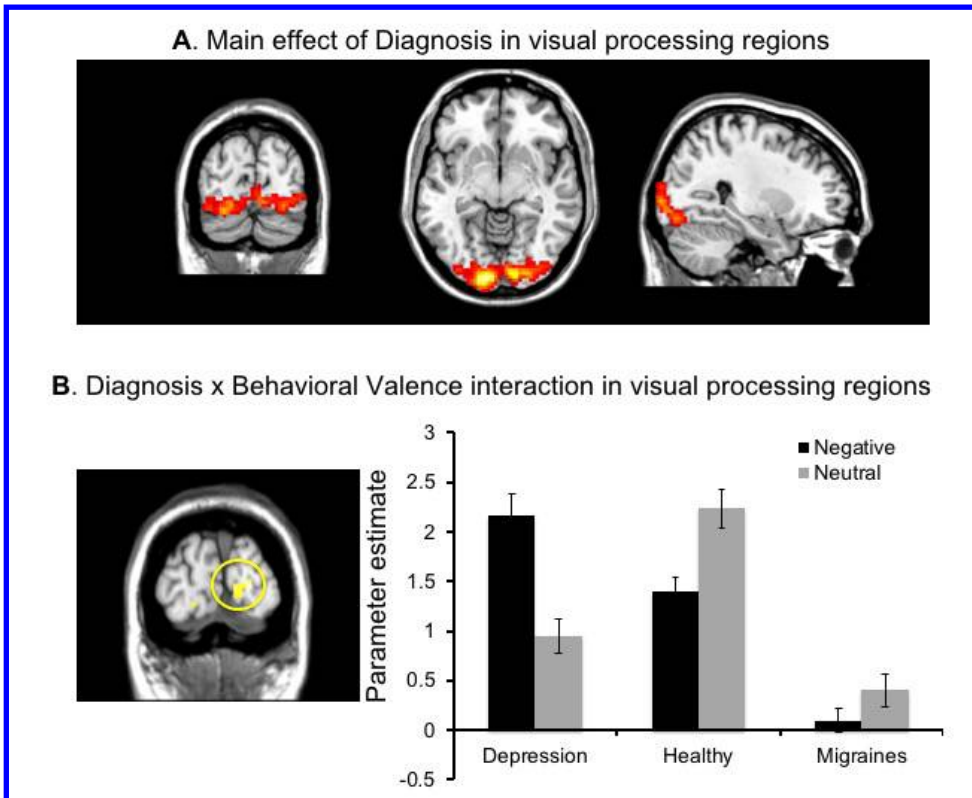 A. Main effect of Diagnosis in visual processing regions
B. Diagnosis x Behavioral Valence interaction in visual processing regions
Parameter estimate
3
2.5
2
1.5
1
0.5
0
-0.5
Negative
Neutral
Depression
Healthy
Migraines